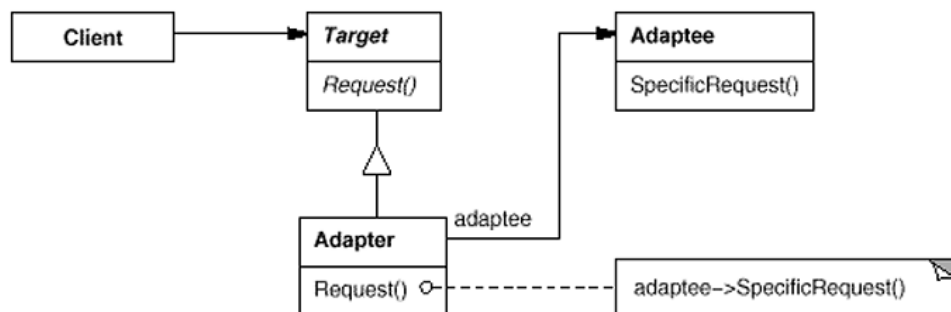 Client
Target
Request()
Adaptee
SpecificRequest()
adaptee
Adapter
Request()
adaptee->SpecificRequest()